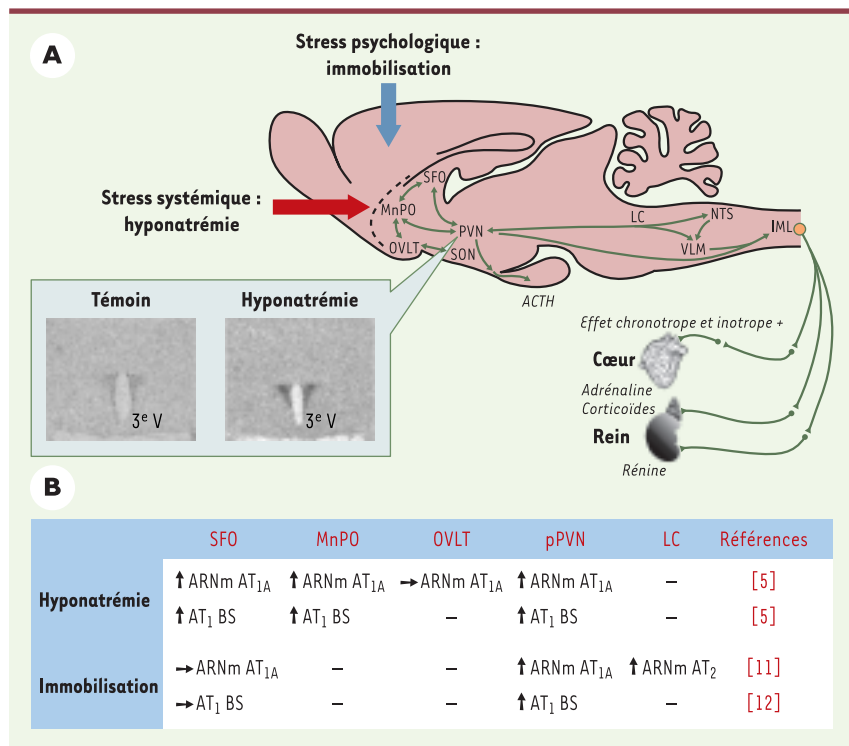 A
Stress psychologique :
immobilisation
Stress systémique :
hyponatrémie
SFO
MnPO
OVLT
PVN
SON
LC
NTS
VLM
IML
ACTH
Témoin
Hyponatrémie
3e V
3e V
Effet chronotrope et inotrope +
Cœur
Adrénaline
Corticoïdes
Rein
Rénine
B
SFO MnPO OVLT pPVN LC Références
Hyponatrémie
↑ ARNm AT1A ↑ ARNm AT1A → ARNm AT1A ↑ ARNm AT1A – [5]
↑ AT1 BS ↑ AT1 BS – ↑ AT1 BS – [5]
Immobilisation
→ ARNm AT1A – – ↑ ARNm AT1A ↑ ARNm AT2 [11]
→ AT1 BS – – ↑ AT1 BS – [12]